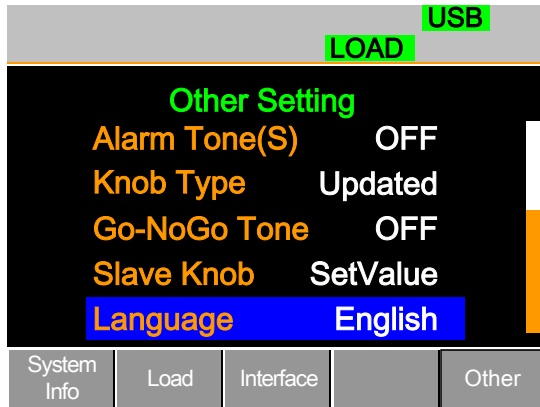 USB
LOAD
Other Setting
Alarm Tone(S) OFF
Knob Type Updated
Go-NoGo Tone OFF
Slave Knob SetValue
Language English
System Info Load Interface Other